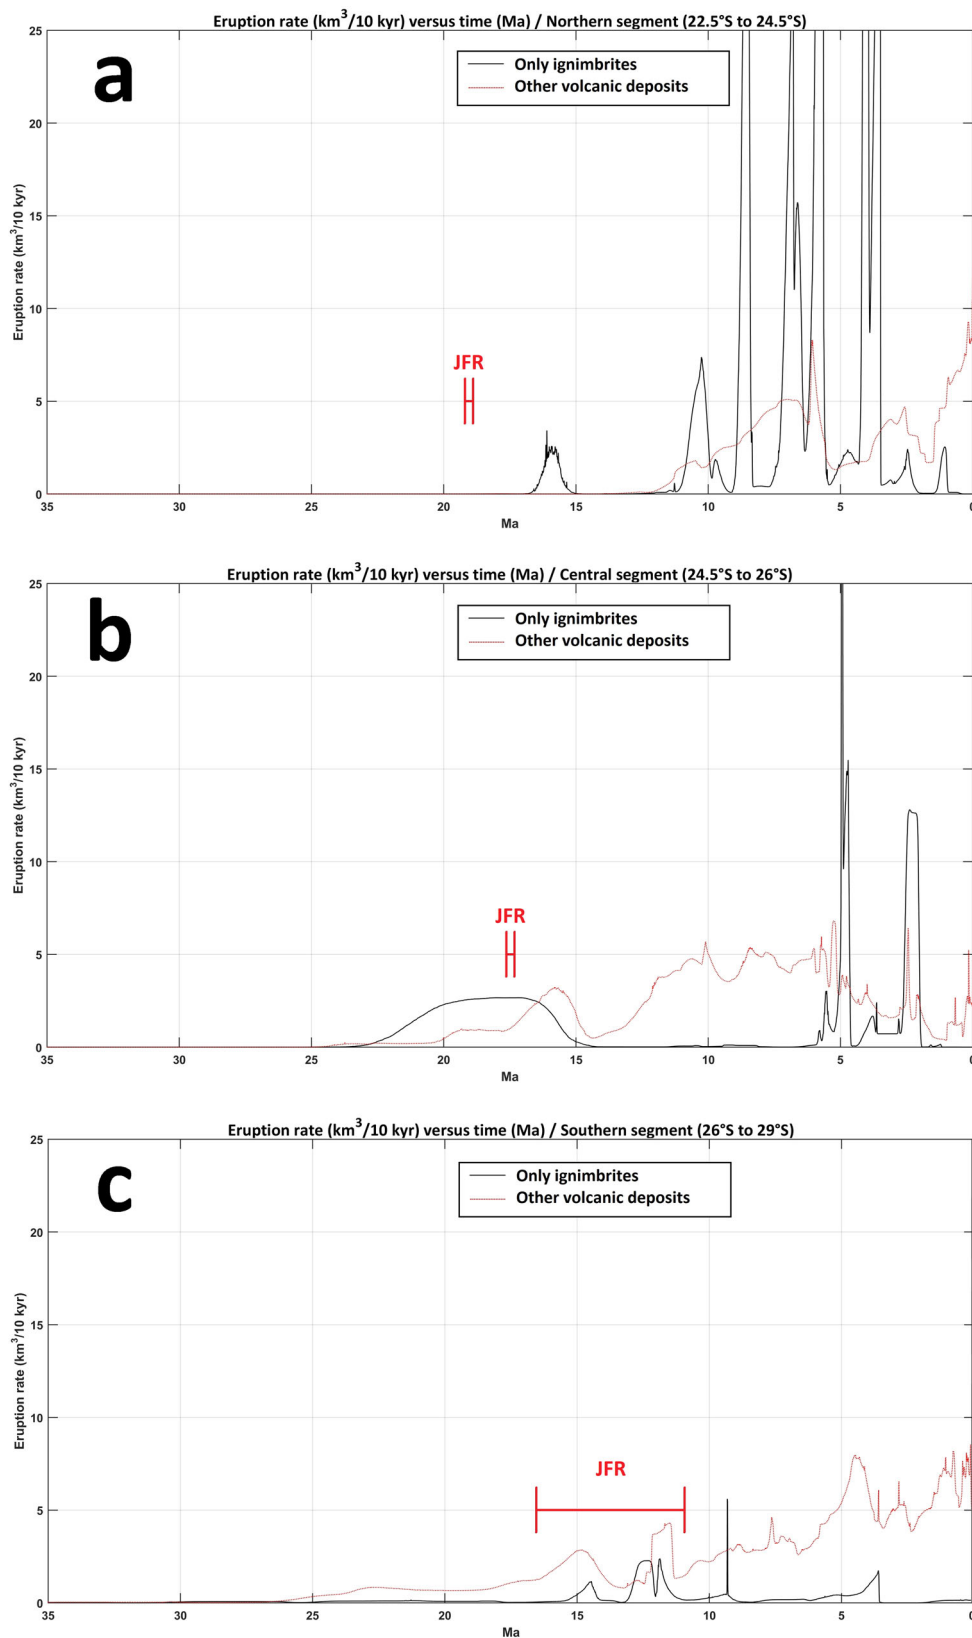 Eruption rate (km³/10 kyr) versus time (Ma) / Northern segment (22.5°S to 24.5°S)
a
Only ignimbrites
Other volcanic deposits
25
20
15
10
5
0
Eruption rate (km³/10 kyr)
JFR
35 30 25 20 15 10 5 0
Ma
Eruption rate (km³/10 kyr) versus time (Ma) / Central segment (24.5°S to 26°S)
b
Only ignimbrites
Other volcanic deposits
25
20
15
10
5
0
Eruption rate (km³/10 kyr)
JFR
35 30 25 20 15 10 5 0
Ma
Eruption rate (km³/10 kyr) versus time (Ma) / Southern segment (26°S to 29°S)
c
Only ignimbrites
Other volcanic deposits
25
20
15
10
5
0
Eruption rate (km³/10 kyr)
JFR
35 30 25 20 15 10 5 0
Ma